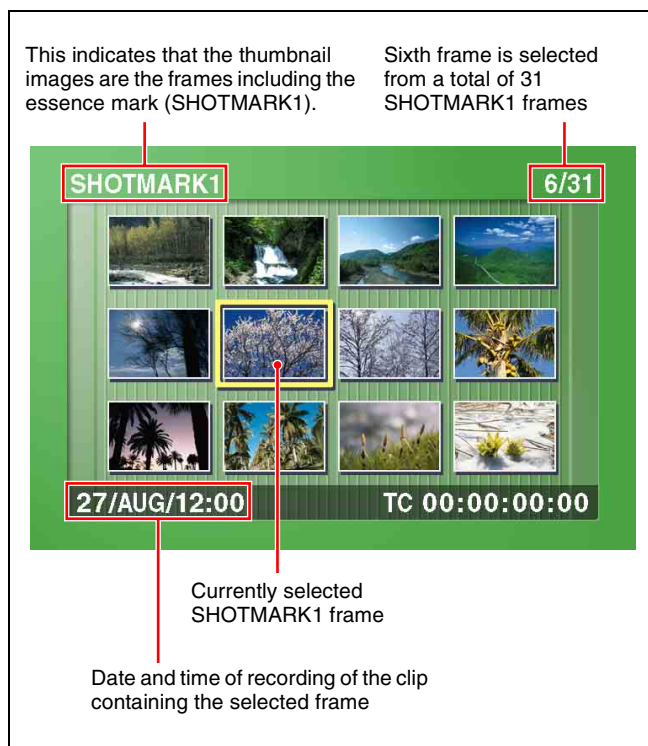 This indicates that the thumbnail
images are the frames including the
essence mark (SHOTMARK1).
Sixth frame is selected
from a total of 31
SHOTMARK1 frames
SHOTMARK1
6/31
27/AUG/12:00
TC 00:00:00:00
Currently selected
SHOTMARK1 frame
Date and time of recording of the clip
containing the selected frame